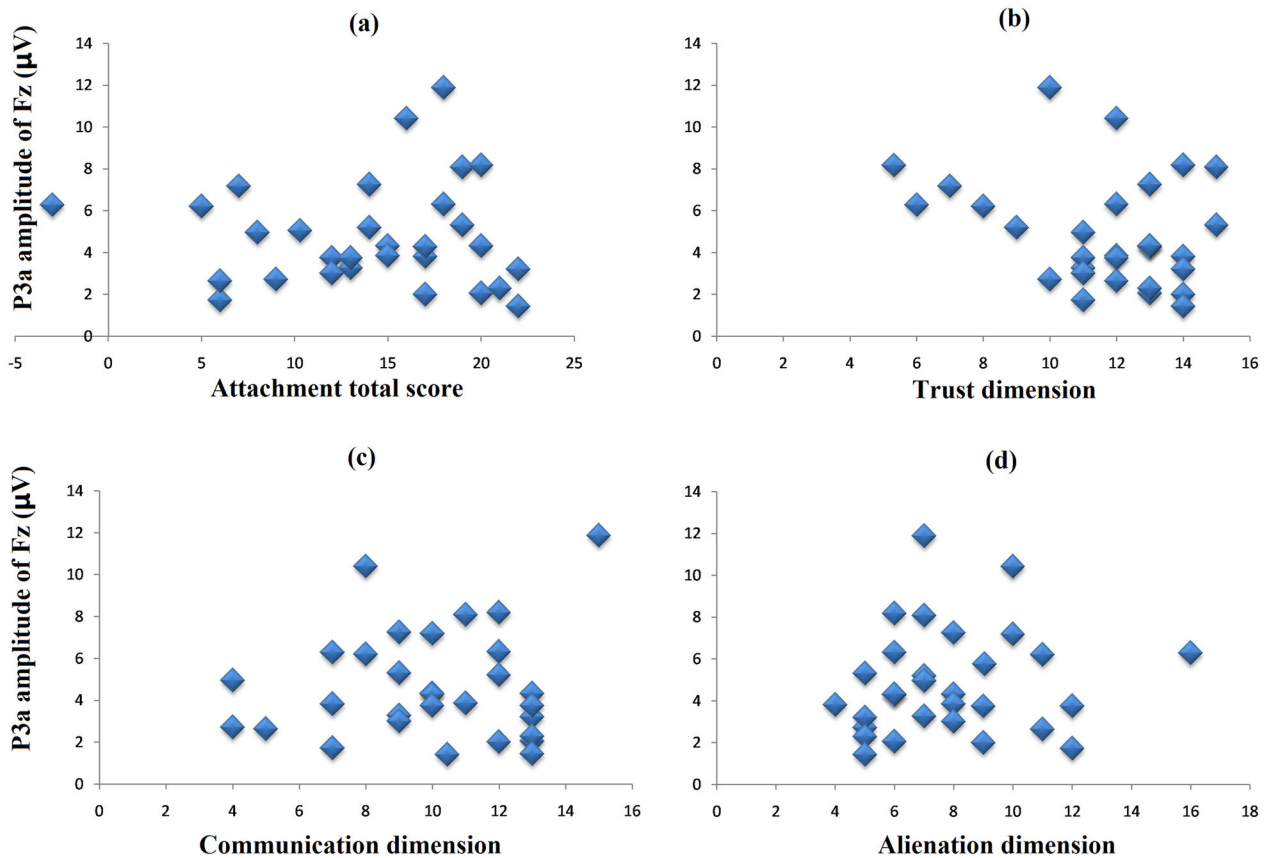 (a)
P3a amplitude of Fz (µV)
14
12
10
8
6
4
2
0
-5 0 5 10 15 20 25
Attachment total score
(b)
14
12
10
8
6
4
2
0
0 2 4 6 8 10 12 14 16
Trust dimension
(c)
P3a amplitude of Fz (µV)
14
12
10
8
6
4
2
0
0 2 4 6 8 10 12 14 16
Communication dimension
(d)
14
12
10
8
6
4
2
0
0 2 4 6 8 10 12 14 16 18
Alienation dimension